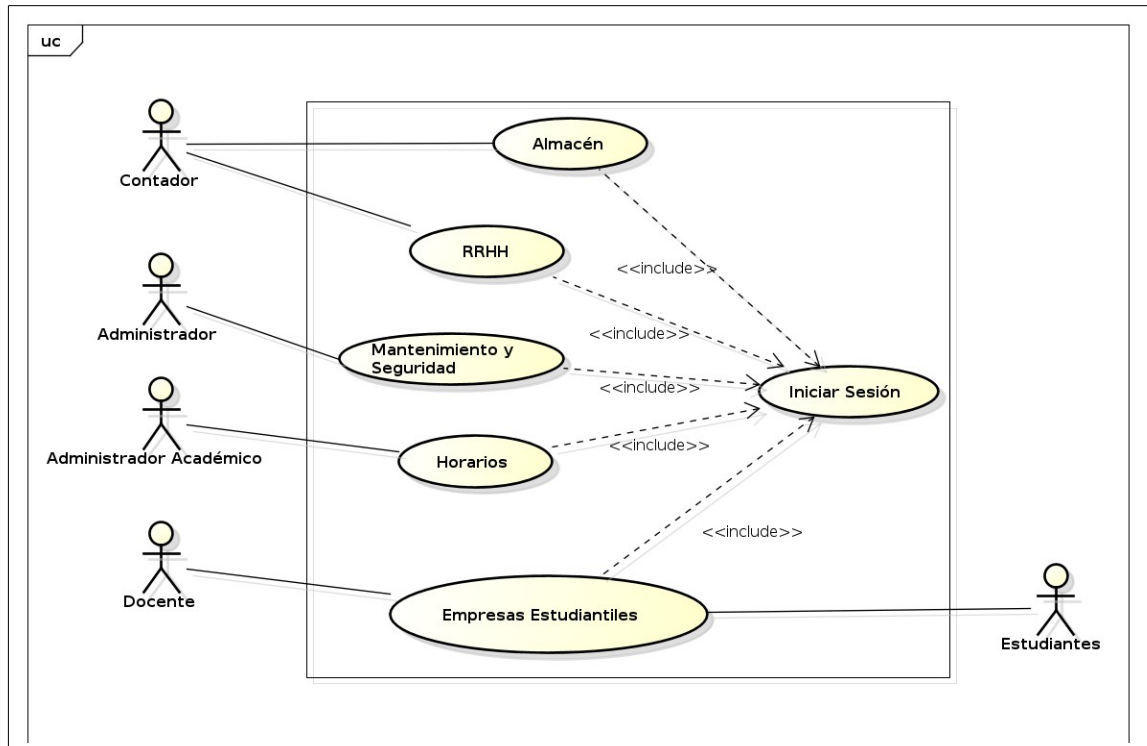 uc
Contador
Almacén
RRHH
<<include>>
Administrador
<<include>>
Mantenimiento y
Seguridad
<<include>>
Iniciar Sesión
Administrador Académico
Horarios
<<include>>
<<include>>
Docente
Empresas Estudiantiles
Estudiantes